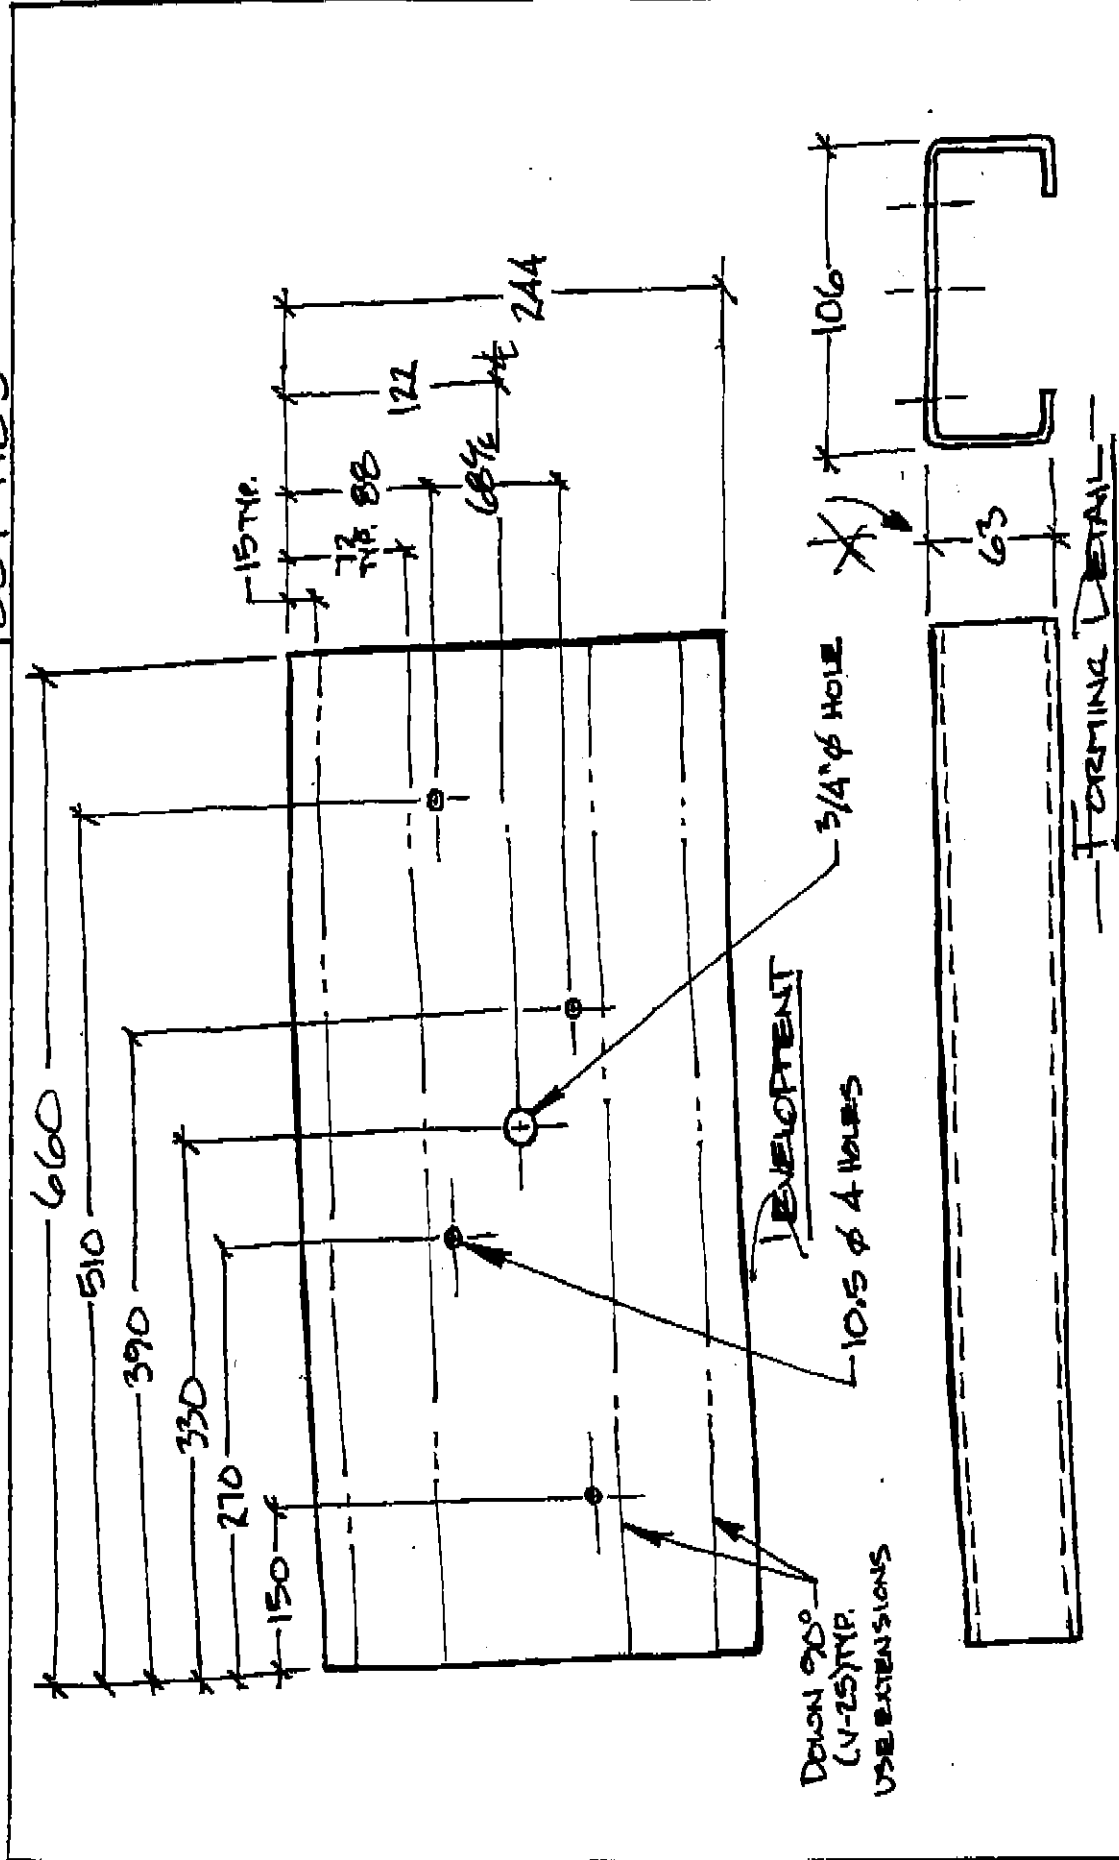 660
510
390
330
270
150
15 TYP.
72
TYP.
88
122
68 ℄
℄
244
3/4"ø HOLE
10.5 ø 4 HOLES
DEVELOPMENT
DOWN 90°
(V-25) TYP.
USE EXTENSIONS
106
63
FORMING DETAIL